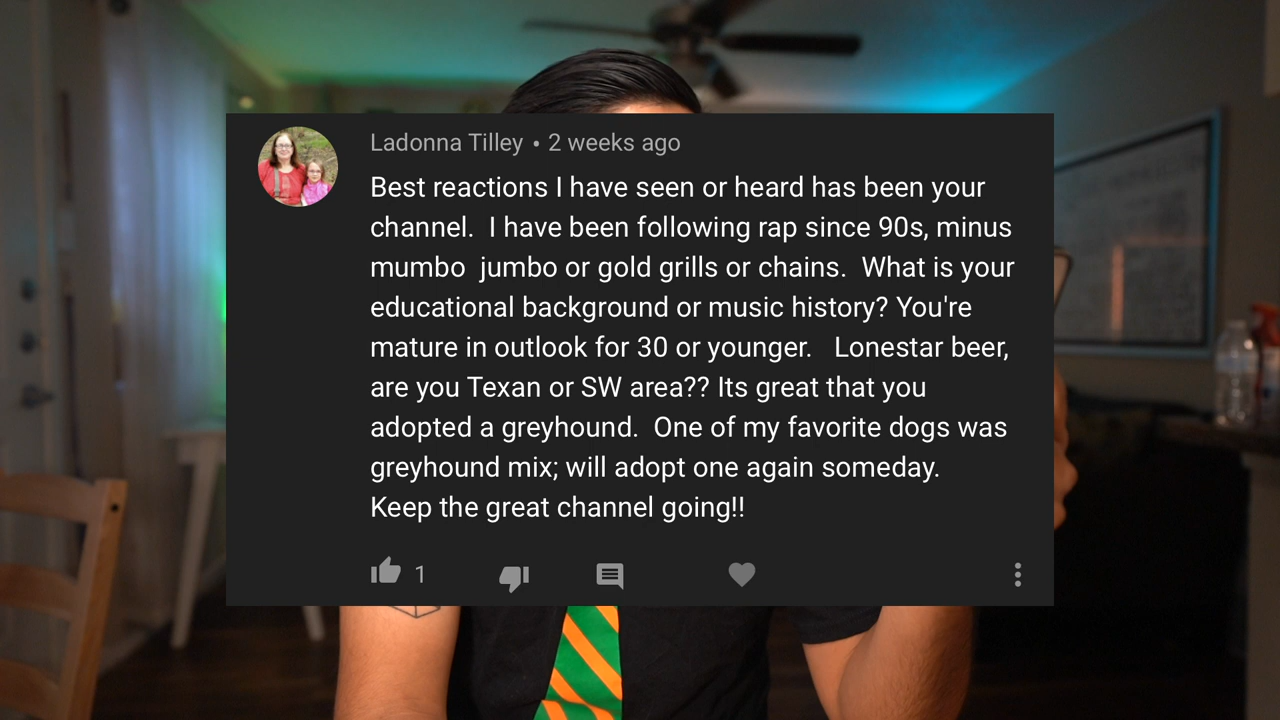 Ladonna Tilley • 2 weeks ago
Best reactions I have seen or heard has been your
channel.  I have been following rap since 90s, minus
mumbo  jumbo or gold grills or chains.  What is your
educational background or music history? You're
mature in outlook for 30 or younger.   Lonestar beer,
are you Texan or SW area?? Its great that you
adopted a greyhound.  One of my favorite dogs was
greyhound mix; will adopt one again someday.
Keep the great channel going!!
1